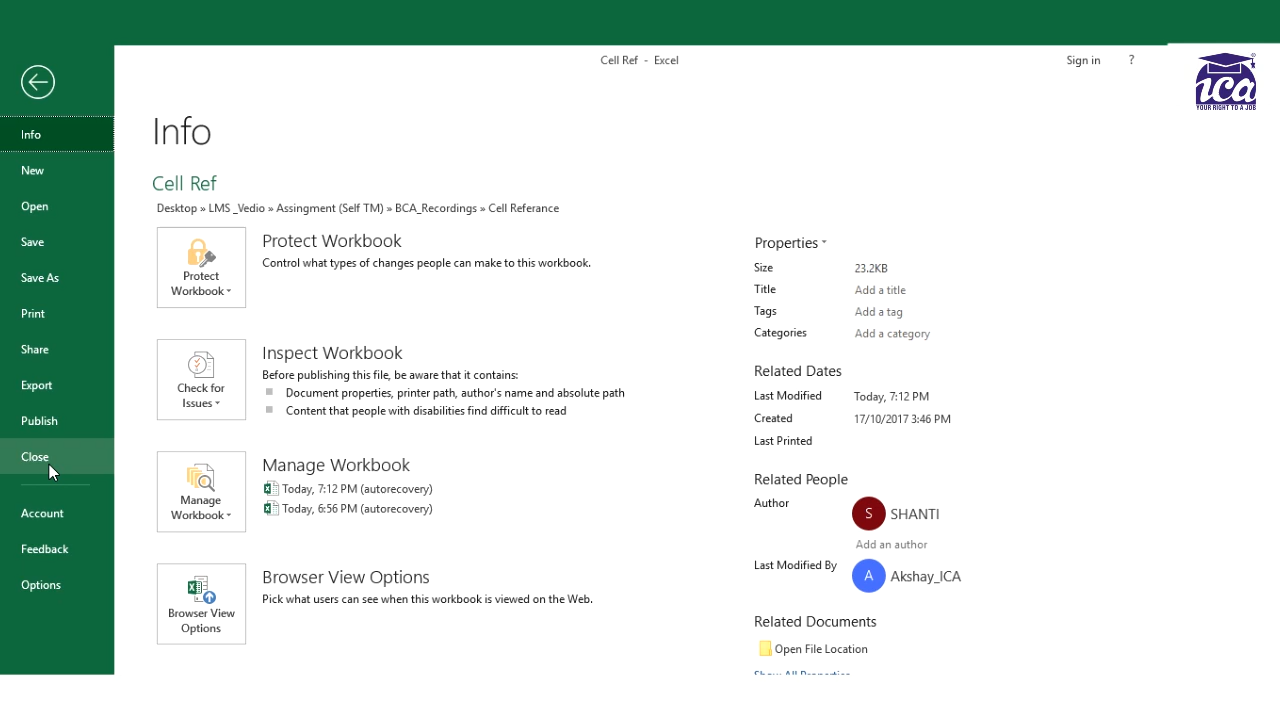 Cell Ref - Excel
Sign in
?
ica
®
YOUR RIGHT TO A JOB
Info
New
Open
Save
Save As
Print
Share
Export
Publish
Close
Account
Feedback
Options
Info
Cell Ref
Desktop » LMS _Vedio » Assingment (Self TM) » BCA_Recordings » Cell Referance
Protect
Workbook
Protect Workbook
Control what types of changes people can make to this workbook.
Check for
Issues
Inspect Workbook
Before publishing this file, be aware that it contains:
Document properties, printer path, author's name and absolute path
Content that people with disabilities find difficult to read
Manage
Workbook
Manage Workbook
Today, 7:12 PM (autorecovery)
Today, 6:56 PM (autorecovery)
Browser View
Options
Browser View Options
Pick what users can see when this workbook is viewed on the Web.
Properties
Size 23.2KB
Title Add a title
Tags Add a tag
Categories Add a category
Related Dates
Last Modified Today, 7:12 PM
Created 17/10/2017 3:46 PM
Last Printed
Related People
Author S SHANTI
Add an author
Last Modified By A Akshay_ICA
Related Documents
Open File Location
Show All Properties